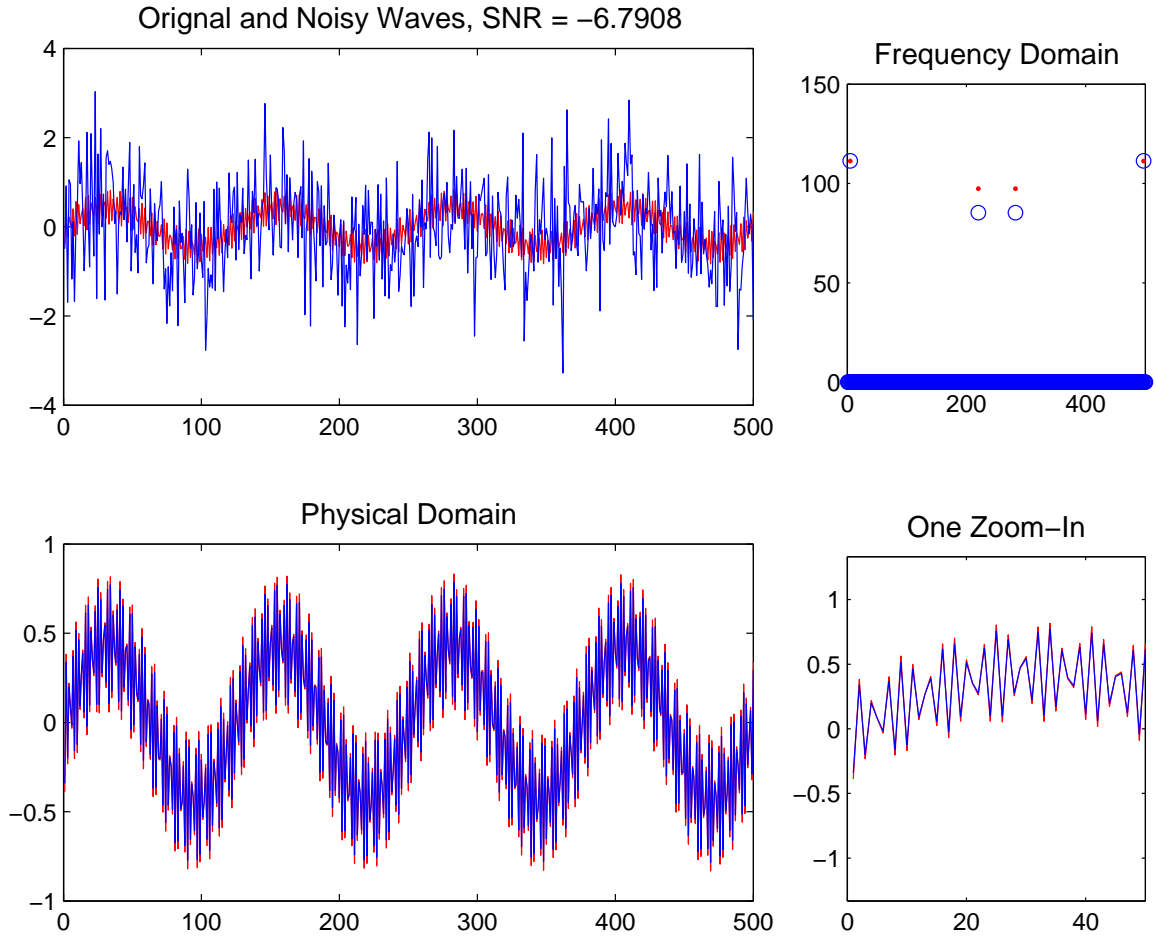 Orignal and Noisy Waves, SNR = −6.7908
4
2
0
−2
−4
0 100 200 300 400 500
Frequency Domain
150
100
50
0
0 200 400
Physical Domain
1
0.5
0
−0.5
−1
0 100 200 300 400 500
One Zoom−In
1
0.5
0
−0.5
−1
0 20 40